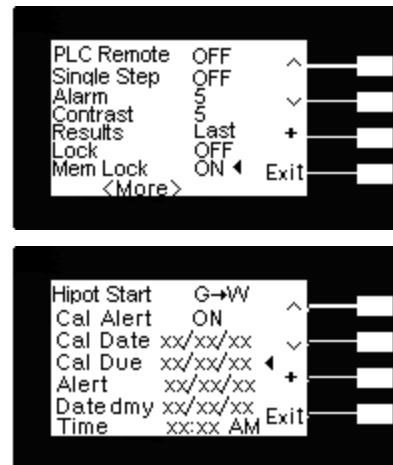 PLC Remote OFF ^
Single Step OFF
Alarm 5 ⌄
Contrast 5
Results Last +
Lock OFF
Mem Lock ON ◀ Exit
<More>
Hipot Start G→W ^
Cal Alert ON
Cal Date xx/xx/xx ⌄
Cal Due xx/xx/xx ◀
Alert xx/xx/xx +
Date dmy xx/xx/xx
Time xx:xx AM Exit